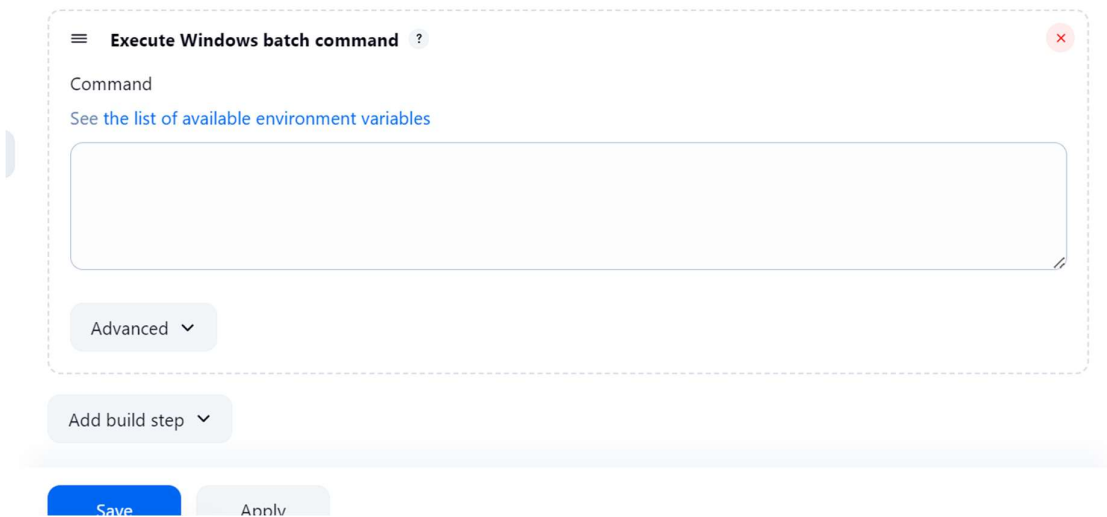 Execute Windows batch command ?
Command
See the list of available environment variables
Advanced
Add build step
Save Apply